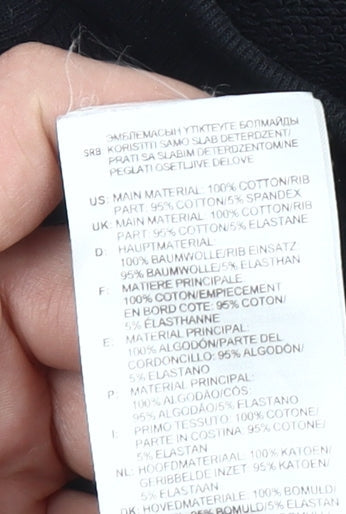 ЭМБЛЕМАСЫН ҮТІКТЕУГЕ БОЛМАЙДЫ
SRB KORISTITI SAMO SLAB DETERDZENT/
PRATI SA SLABIM DETERDZENTOM/NE
PEGLATI OSETLJIVE DELOVE
US: MAIN MATERIAL: 100% COTTON/RIB
PART: 95% COTTON/5% SPANDEX
UK: MAIN MATERIAL: 100% COTTON/RIB
PART: 95% COTTON/5% ELASTANE
D: HAUPTMATERIAL:
100% BAUMWOLLE/RIB EINSATZ:
95% BAUMWOLLE/5% ELASTHAN
F: MATIERE PRINCIPALE:
100% COTON/EMPIECEMENT
EN BORD COTE: 95% COTON/
5% ÉLASTHANNE
E: MATERIAL PRINCIPAL:
100% ALGODÓN/PARTE DEL
CORDONCILLO: 95% ALGODÓN/
5% ELASTANO
P: MATERIAL PRINCIPAL:
100% ALGODÃO/CÓS:
95% ALGODÃO/5% ELASTANO
I: PRIMO TESSUTO: 100% COTONE/
PARTE IN COSTINA: 95% COTONE/
5% ELASTAN
NL: HOOFDMATERIAAL: 100% KATOEN/
GERIBBELDE INZET: 95% KATOEN/
5% ELASTAAN
DK: HOVEDMATERIALE: 100% BOMULD/
95% BOMULD/5% ELAST